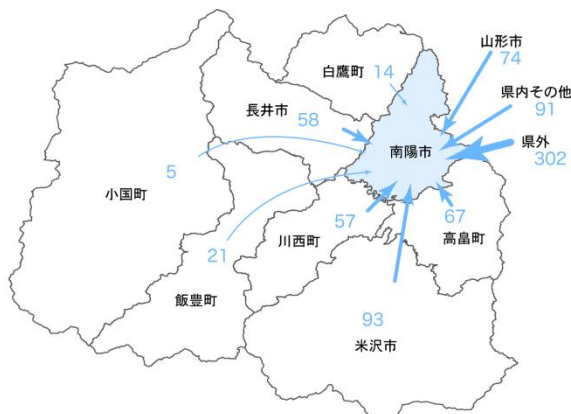 山形市
74
白鷹町
14
県内その他
91
長井市
58
県外
302
南陽市
5
小国町
67
57
21
川西町
高畠町
飯豊町
93
米沢市